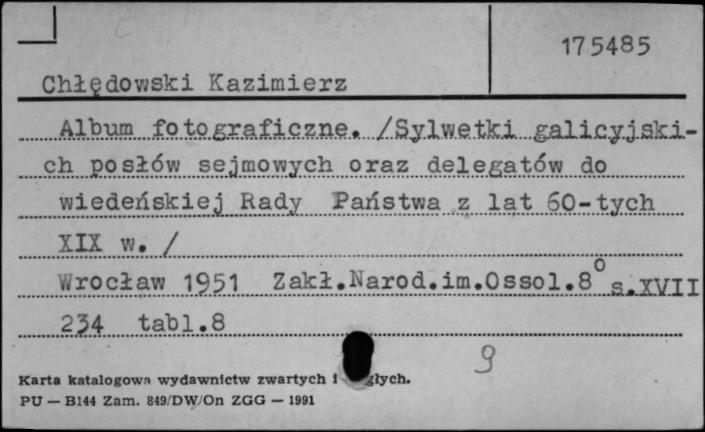 175485
Chłędowski Kazimierz
Album fotograficzne. /Sylwetki galicyjski-
ch posłów sejmowych oraz delegatów do
wiedeńskiej Rady Państwa z lat 60-tych
XIX w. /
Wrocław 1951 Zakł.Narod.im.Ossol.8° s.XVII
234 tabl.8
9
Karta katalogowa wydawnictw zwartych i głych.
PU — B144 Zam. 849/DW/On ZGG — 1991